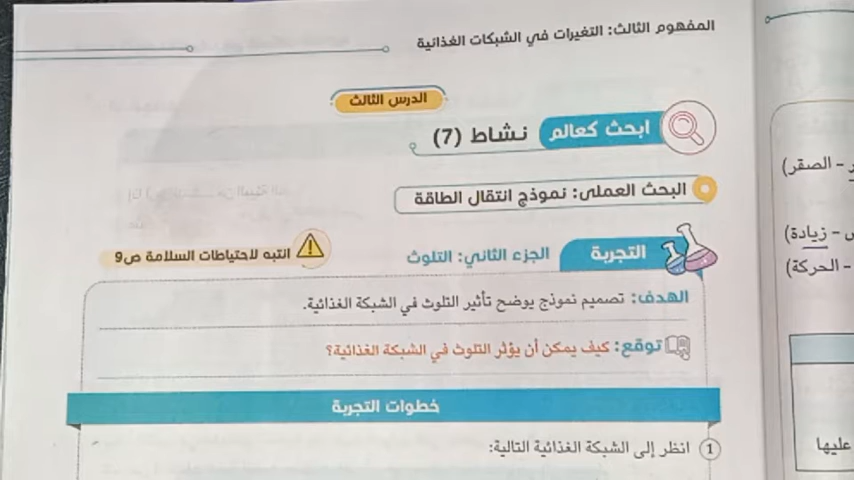 المفهوم الثالث: التغيرات في الشبكات الغذائية
الدرس الثالث
ابحث كعالم نشاط (7)
البحث العملى: نموذج انتقال الطاقة
التجربة الجزء الثاني: التلوث
انتبه لاحتياطات السلامة ص9
الهدف: تصميم نموذج يوضح تأثير التلوث في الشبكة الغذائية.
توقع: كيف يمكن أن يؤثر التلوث في الشبكة الغذائية؟
خطوات التجربة
1 انظر إلى الشبكة الغذائية التالية:
– الصقر)
– زيادة)
– الحركة)
عليها